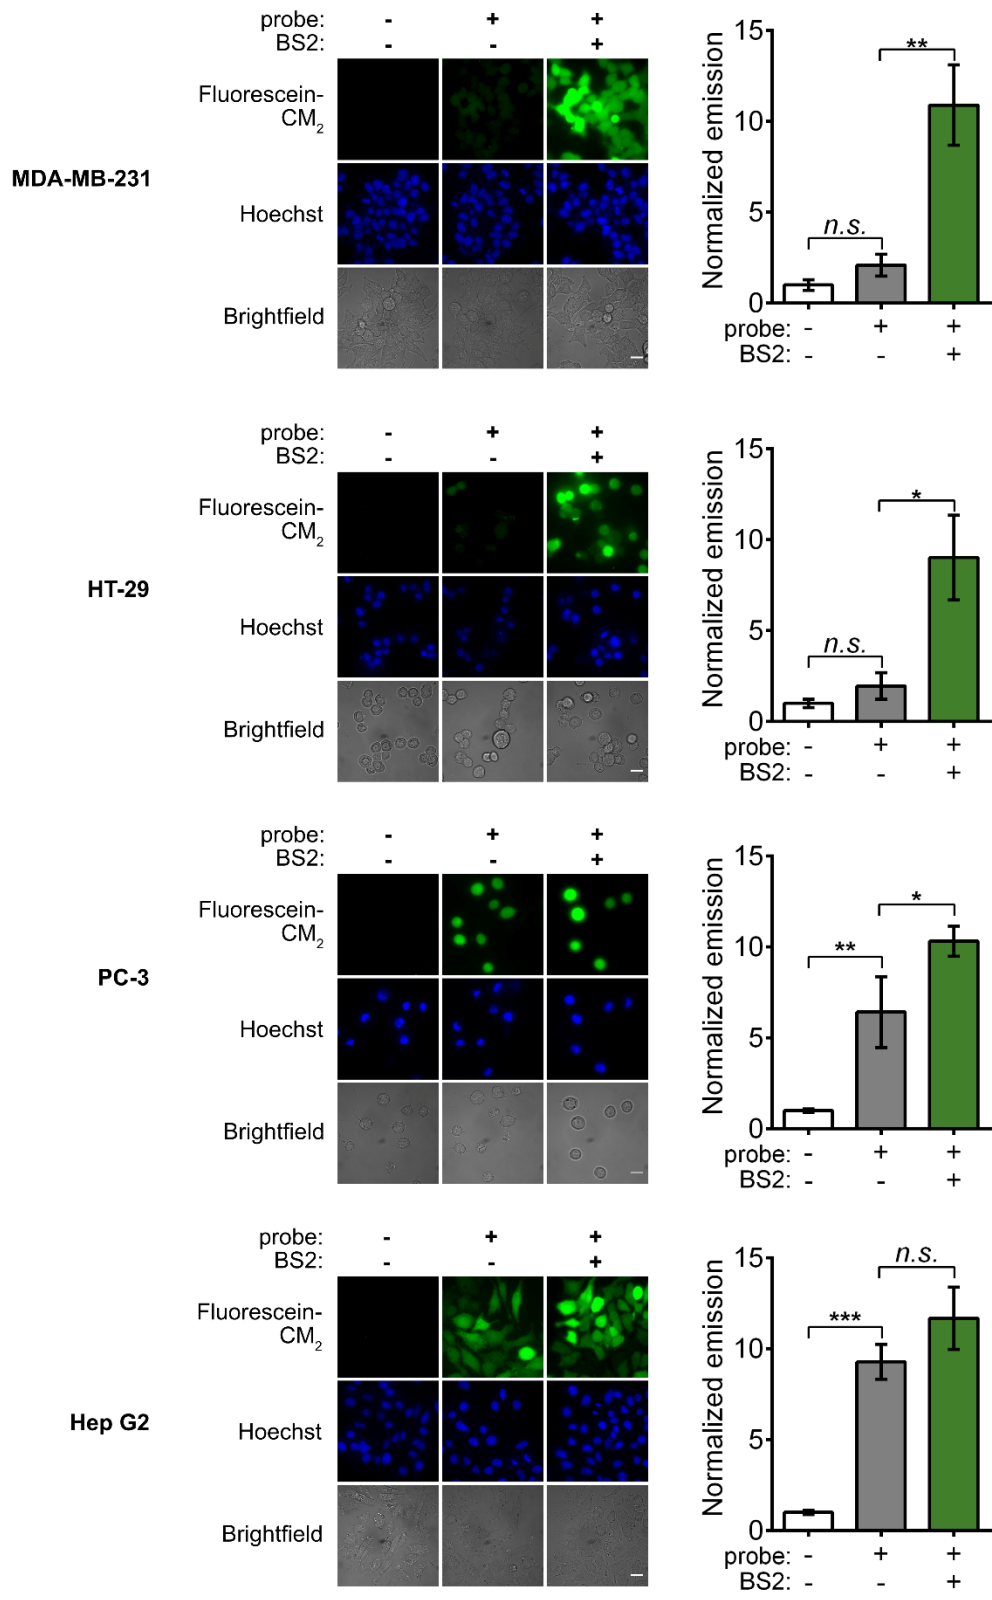 probe: - + +
BS2: - - +
Fluorescein-
CM2
MDA-MB-231
Hoechst
Brightfield
Normalized emission
15
10
5
0
n.s.
**
probe: - + +
BS2: - - +
probe: - + +
BS2: - - +
Fluorescein-
CM2
HT-29
Hoechst
Brightfield
Normalized emission
15
10
5
0
n.s.
*
probe: - + +
BS2: - - +
probe: - + +
BS2: - - +
Fluorescein-
CM2
PC-3
Hoechst
Brightfield
Normalized emission
15
10
5
0
**
*
probe: - + +
BS2: - - +
probe: - + +
BS2: - - +
Fluorescein-
CM2
Hep G2
Hoechst
Brightfield
Normalized emission
15
10
5
0
***
n.s.
probe: - + +
BS2: - - +